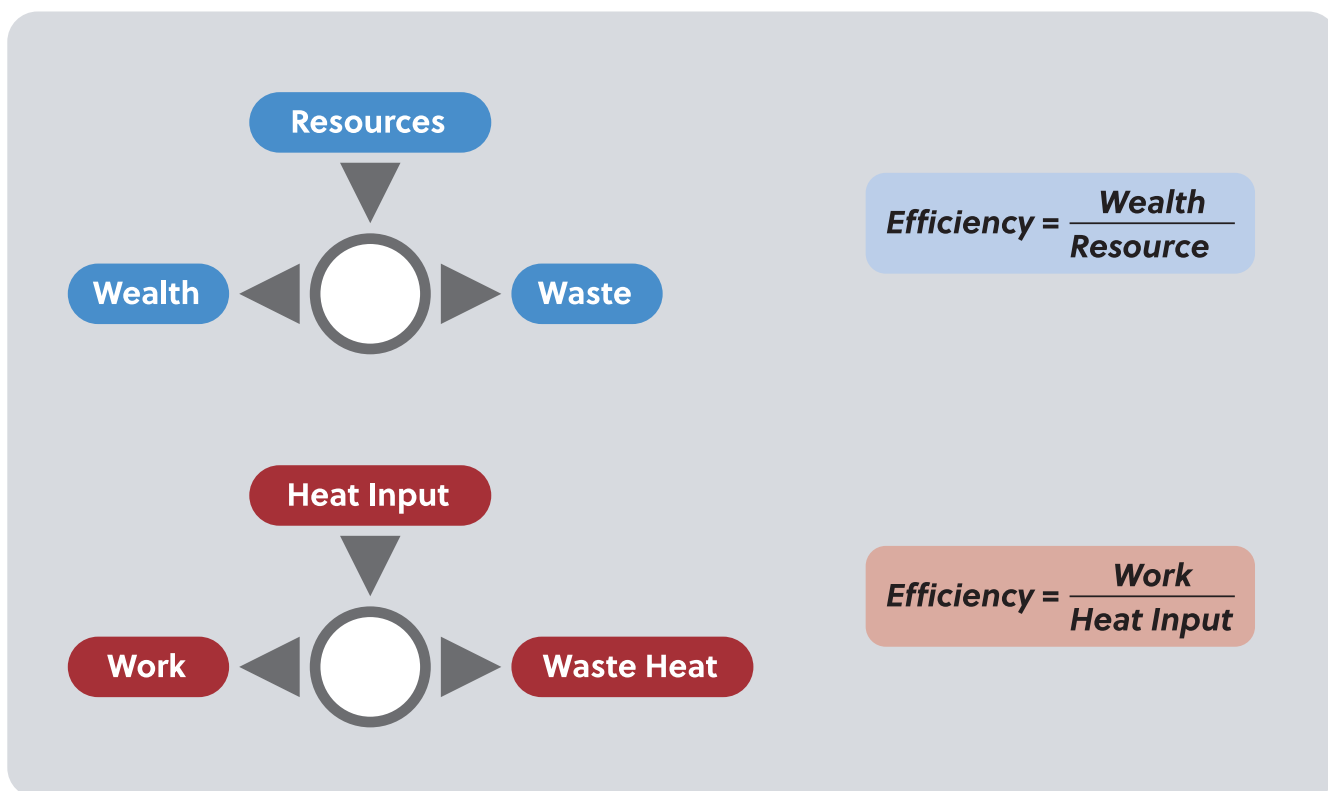 Resources
Wealth
Waste
Efficiency = Wealth
Resource
Heat Input
Work
Waste Heat
Efficiency = Work
Heat Input